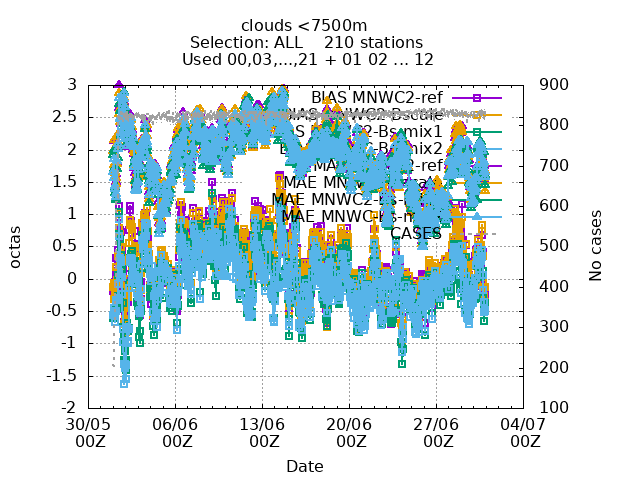 clouds <7500m
Selection: ALL 210 stations
Used 00,03,...,21 + 01 02 ... 12
3
2.5
2
1.5
1
0.5
0
-0.5
-1
-1.5
-2
900
800
700
600
500
400
300
200
100
octas
No cases
BIAS MNWC2-ref
MAE MNWC2-
CASES
30/05 00Z
06/06 00Z
13/06 00Z
20/06 00Z
27/06 00Z
04/07 00Z
Date